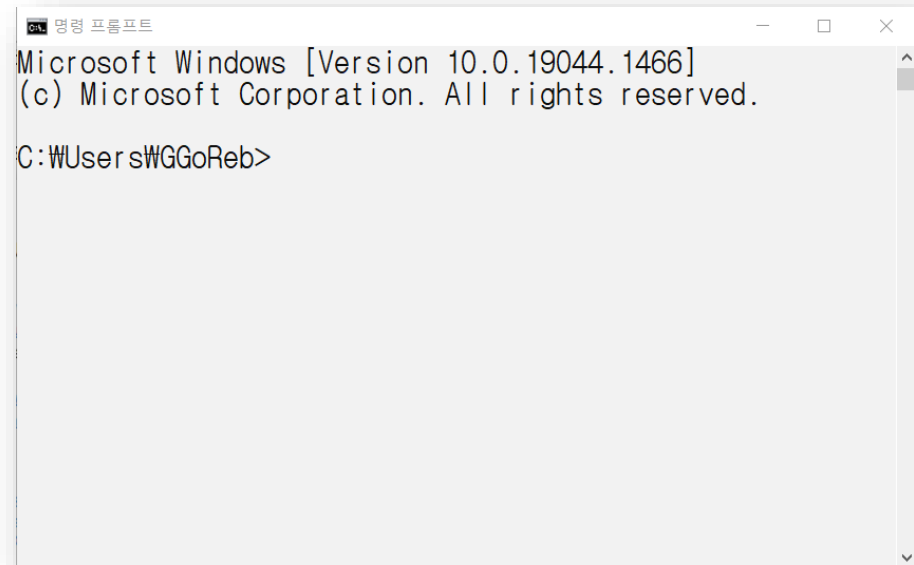 명령 프롬프트
Microsoft Windows [Version 10.0.19044.1466]
(c) Microsoft Corporation. All rights reserved.
C:₩Users₩GGoReb>